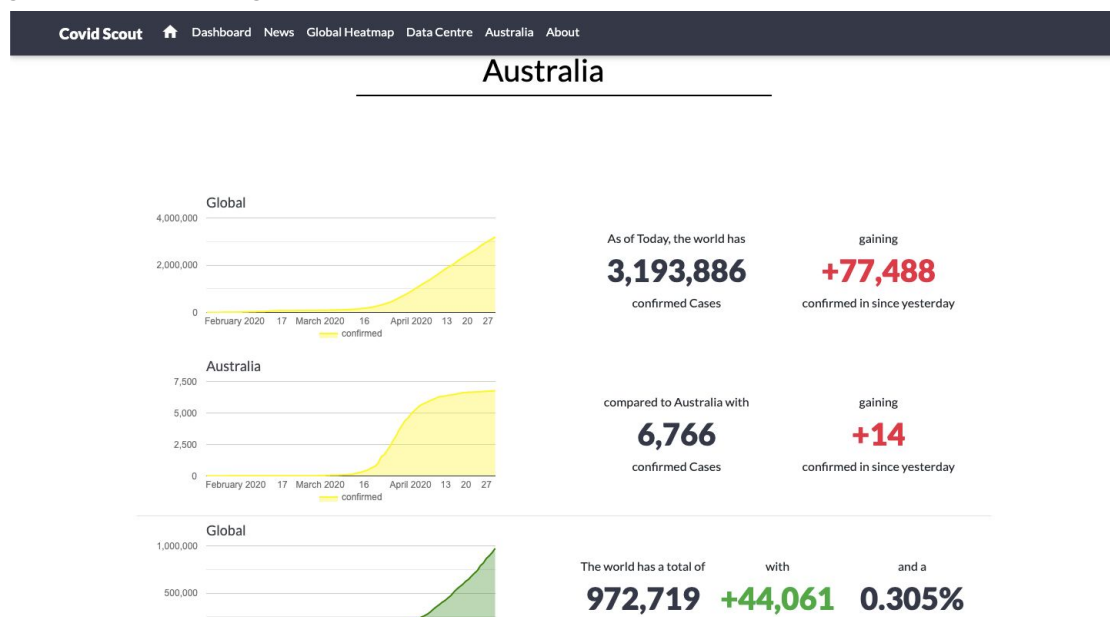 Covid Scout Dashboard News Global Heatmap Data Centre Australia About
Australia
Global
4,000,000
2,000,000
0
February 2020 17 March 2020 16 April 2020 13 20 27
confirmed
As of Today, the world has
3,193,886
confirmed Cases
gaining
+77,488
confirmed in since yesterday
Australia
7,500
5,000
2,500
0
February 2020 17 March 2020 16 April 2020 13 20 27
confirmed
compared to Australia with
6,766
confirmed Cases
gaining
+14
confirmed in since yesterday
Global
1,000,000
500,000
The world has a total of
972,719
with
+44,061
and a
0.305%